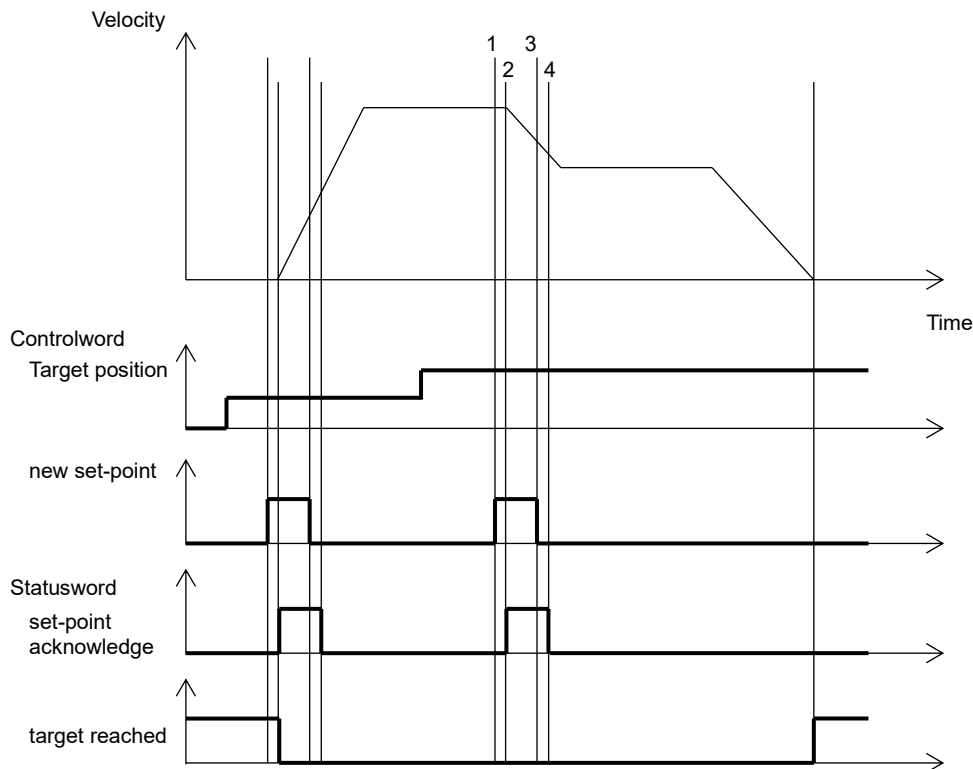 Velocity
1
3
2
4
Time
Controlword
Target position
new set-point
Statusword
set-point
acknowledge
target reached